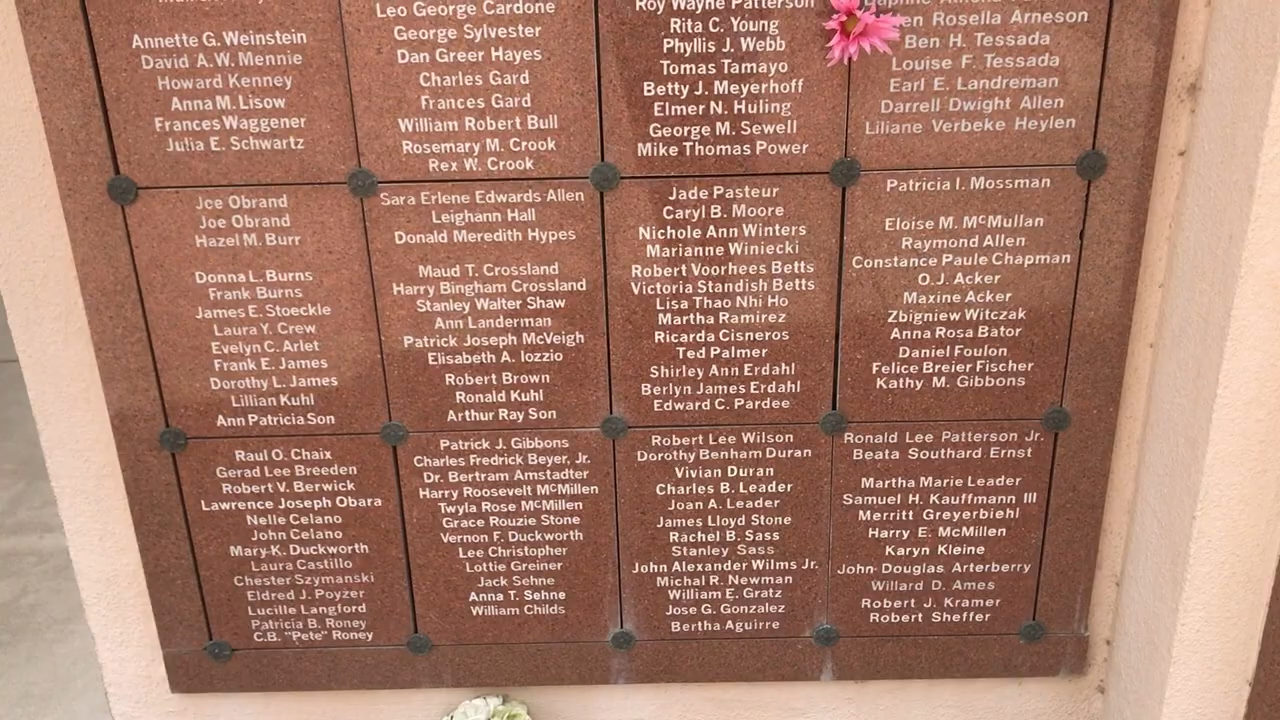 Annette G. Weinstein
David A.W. Mennie
Howard Kenney
Anna M. Lisow
Frances Waggener
Julia E. Schwartz
Leo George Cardone
George Sylvester
Dan Greer Hayes
Charles Gard
Frances Gard
William Robert Bull
Rosemary M. Crook
Rex W. Crook
Roy Wayne Patterson
Rita C. Young
Phyllis J. Webb
Tomas Tamayo
Betty J. Meyerhoff
Elmer N. Huling
George M. Sewell
Mike Thomas Power
Rosella Arneson
Ben H. Tessada
Louise F. Tessada
Earl E. Landreman
Darrell Dwight Allen
Liliane Verbeke Heylen
Joe Obrand
Joe Obrand
Hazel M. Burr
Donna L. Burns
Frank Burns
James E. Stoeckle
Laura Y. Crew
Evelyn C. Arlet
Frank E. James
Dorothy L. James
Lillian Kuhl
Ann Patricia Son
Sara Erlene Edwards-Allen
Leighann Hall
Donald Meredith Hypes
Maud T. Crossland
Harry Bingham Crossland
Stanley Walter Shaw
Ann Landerman
Patrick Joseph McVeigh
Elisabeth A. Iozzio
Robert Brown
Ronald Kuhl
Arthur Ray Son
Jade Pasteur
Caryl B. Moore
Nichole Ann Winters
Marianne Winiecki
Robert Voorhees Betts
Victoria Standish Betts
Lisa Thao Nhi Ho
Martha Ramirez
Ricarda Cisneros
Ted Palmer
Shirley Ann Erdahl
Berlyn James Erdahl
Edward C. Pardee
Patricia I. Mossman
Eloise M. McMullan
Raymond Allen
Constance Paule Chapman
O.J. Acker
Maxine Acker
Zbigniew Witczak
Anna Rosa Bator
Daniel Foulon
Felice Breier Fischer
Kathy M. Gibbons
Raul O. Chaix
Gerad Lee Breeden
Robert V. Berwick
Lawrence Joseph Obara
Nelle Celano
John Celano
Mary K. Duckworth
Laura Castillo
Chester Szymanski
Eldred J. Poyzer
Lucille Langford
Patricia B. Roney
C.B. "Pete" Roney
Patrick J. Gibbons
Charles Fredrick Beyer, Jr.
Dr. Bertram Amstadter
Harry Roosevelt McMillen
Twyla Rose McMillen
Grace Rouzie Stone
Vernon F. Duckworth
Lee Christopher
Lottie Greiner
Jack Sehne
Anna T. Sehne
William Childs
Robert Lee Wilson
Dorothy Benham Duran
Vivian Duran
Charles B. Leader
Joan A. Leader
James Lloyd Stone
Rachel B. Sass
Stanley Sass
John Alexander Wilms Jr.
Michal R. Newman
William E. Gratz
Jose G. Gonzalez
Bertha Aguirre
Ronald Lee Patterson Jr.
Beata Southard Ernst
Martha Marie Leader
Samuel H. Kauffmann III
Merritt Greyerbiehl
Harry E. McMillen
Karyn Kleine
John Douglas Arterberry
Willard D. Ames
Robert J. Kramer
Robert Sheffer